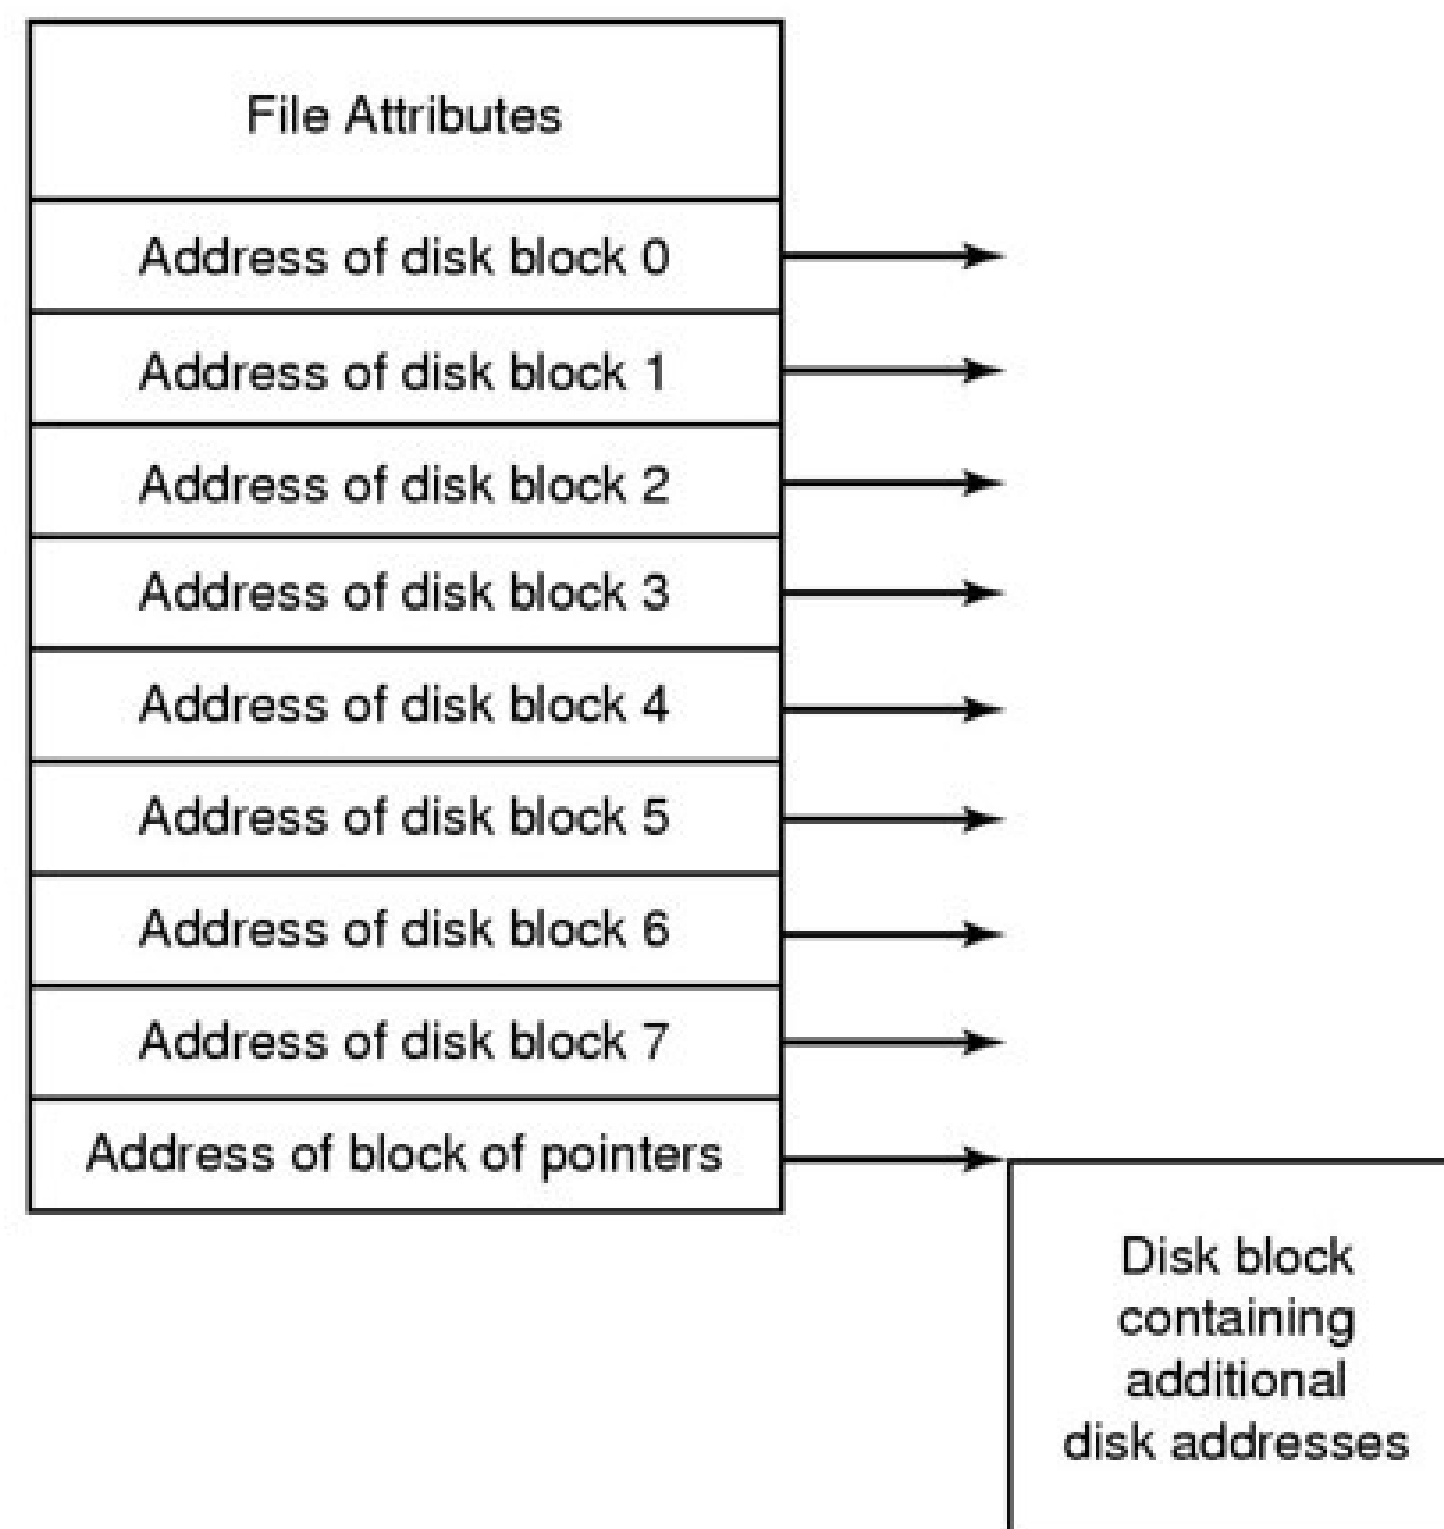 File Attributes
Address of disk block 0
Address of disk block 1
Address of disk block 2
Address of disk block 3
Address of disk block 4
Address of disk block 5
Address of disk block 6
Address of disk block 7
Address of block of pointers
Disk block
containing
additional
disk addresses